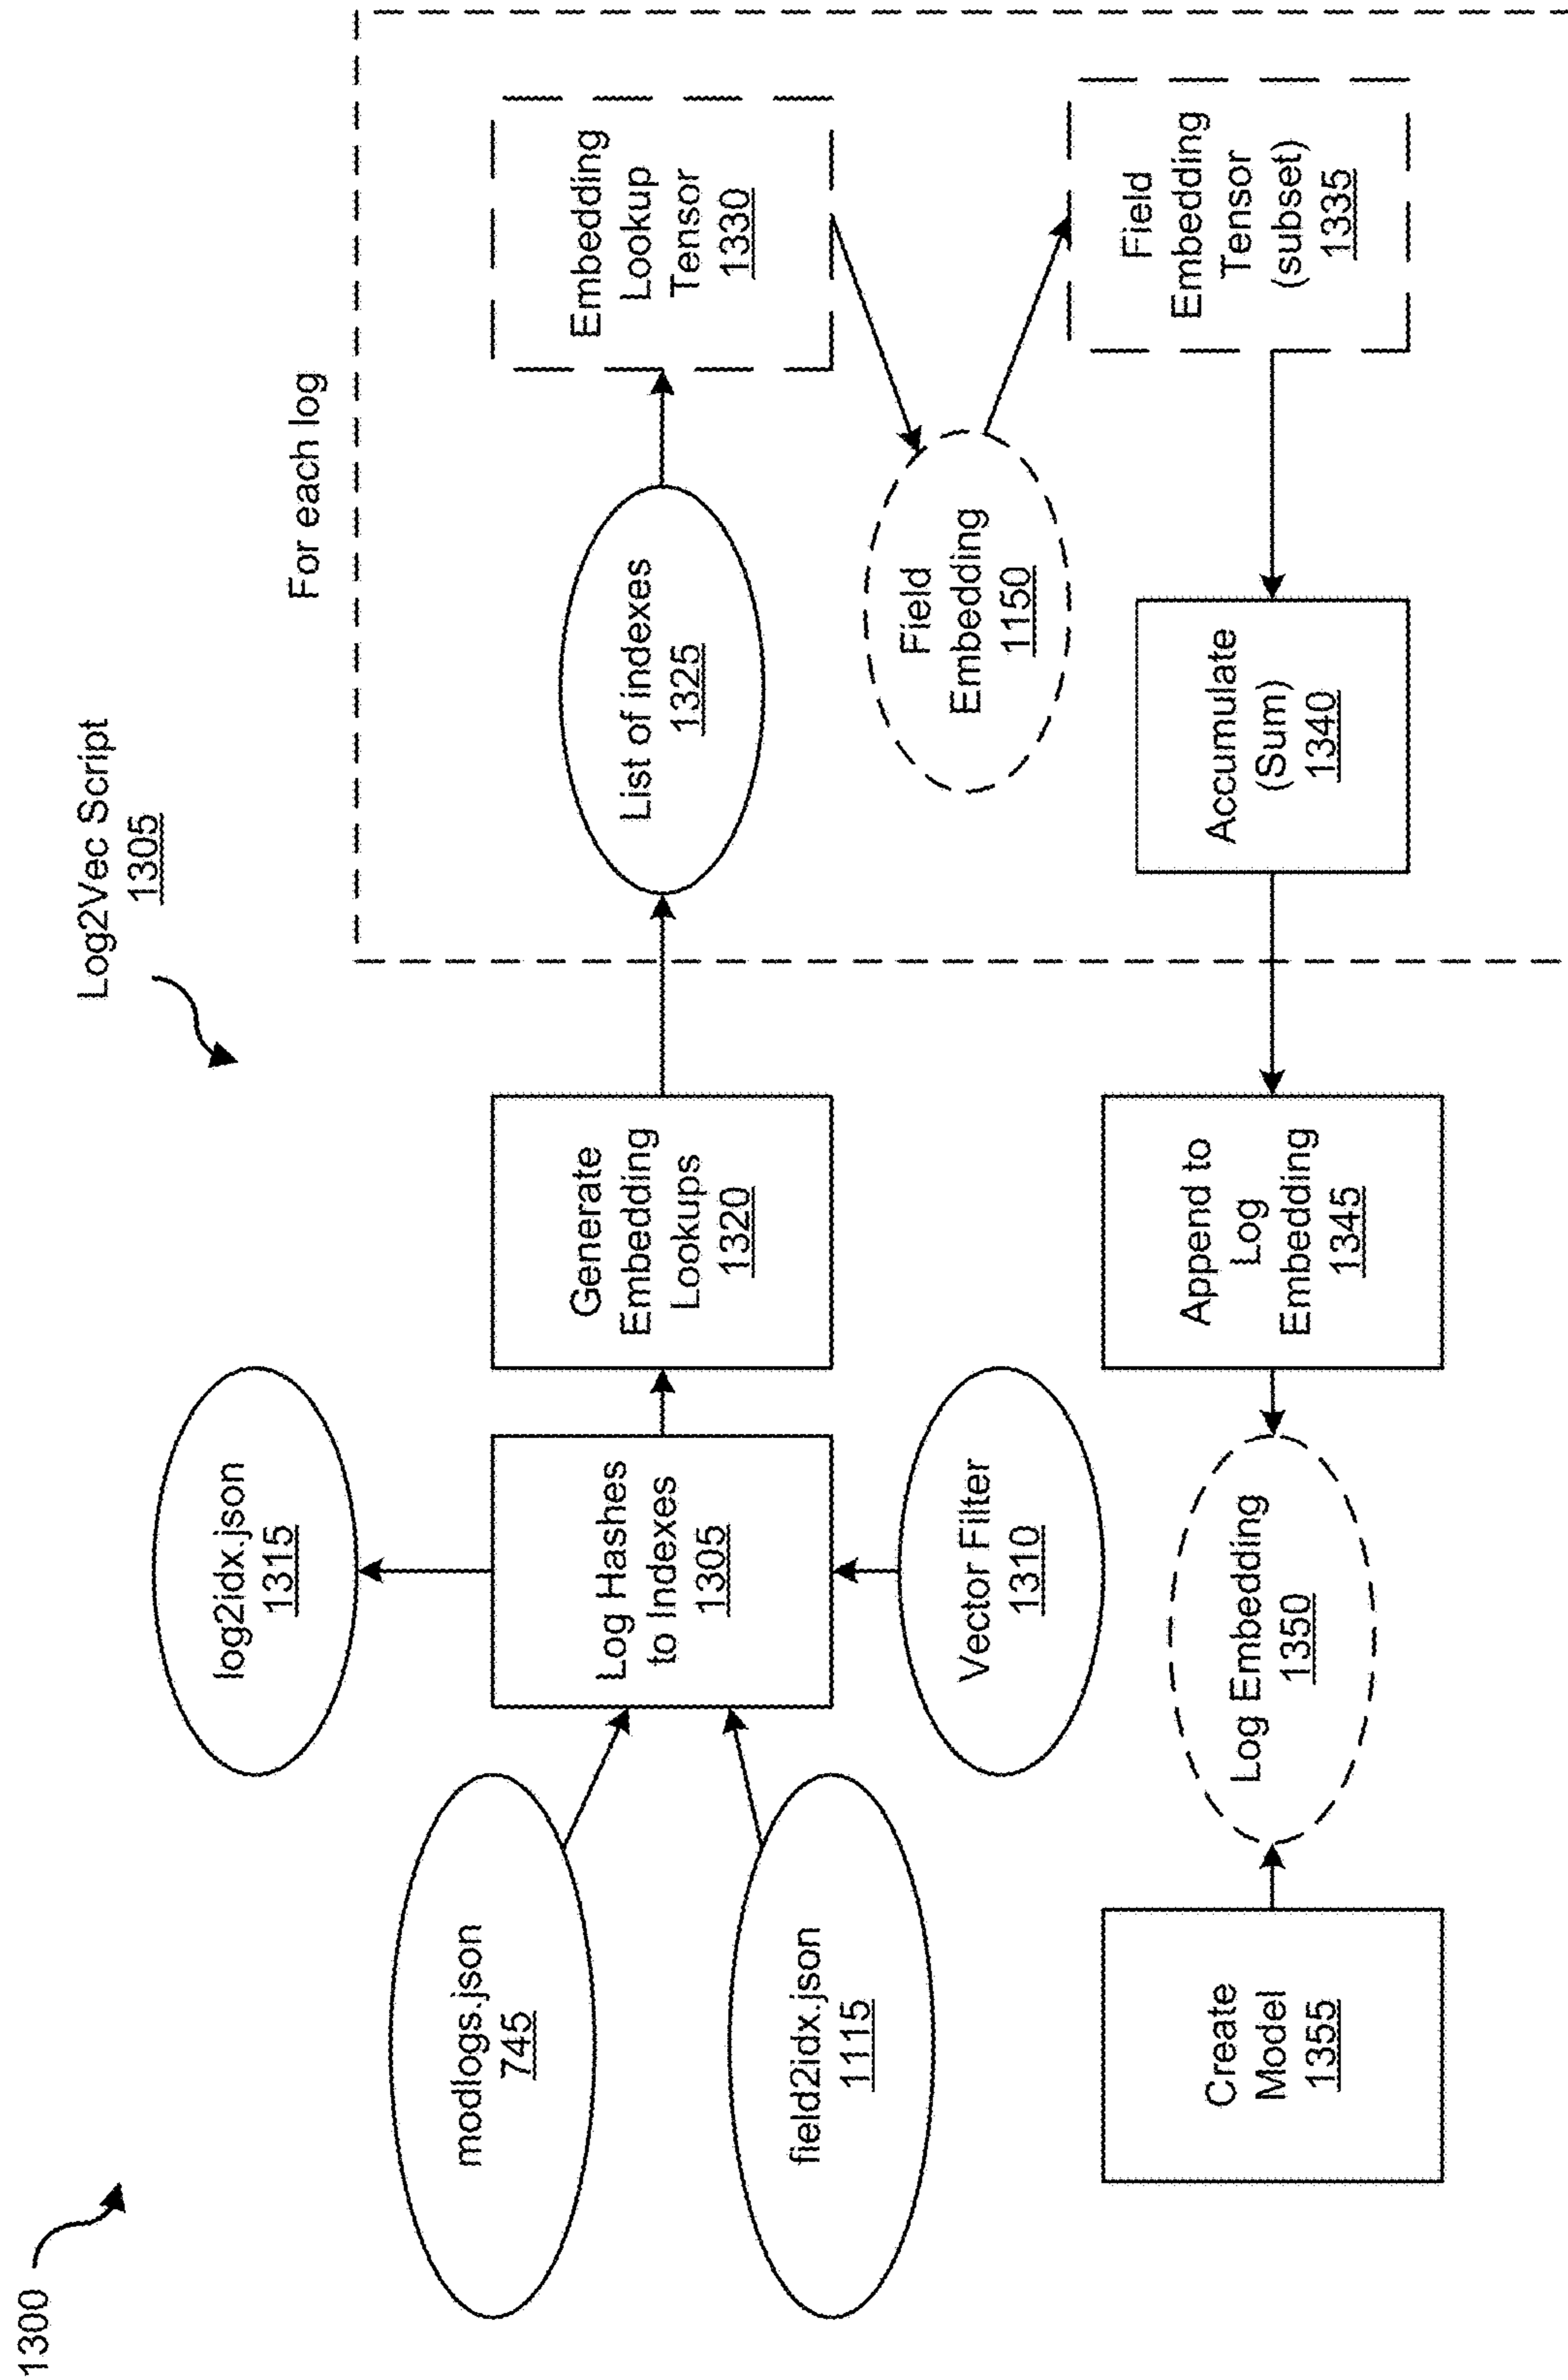 1300
Log2Vec Script
1305
For each log
log2idx.json
1315
modlogs.json
745
field2idx.json
1115
Log Hashes
to Indexes
1305
Vector Filter
1310
Generate
Embedding
Lookups
1320
List of indexes
1325
Embedding
Lookup
Tensor
1330
Field
Embedding
1150
Field
Embedding
Tensor
(subset)
1335
Accumulate
(Sum)
1340
Append to
Log
Embedding
1345
Log Embedding
1350
Create
Model
1355